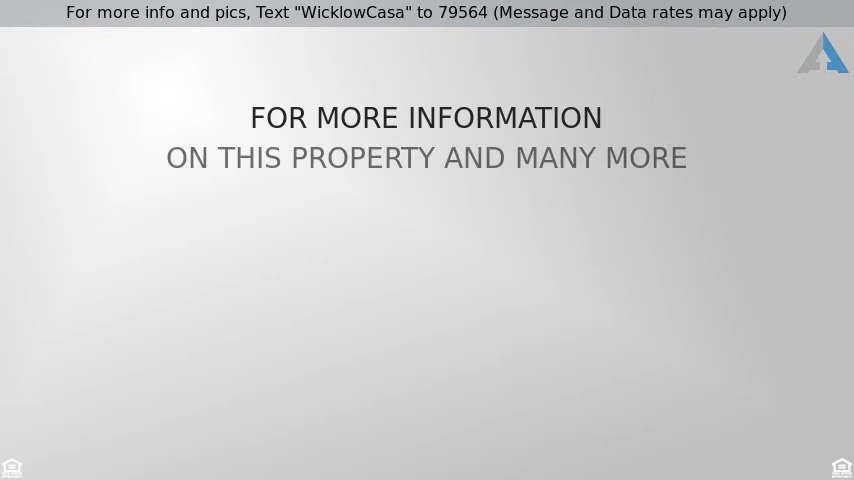 For more info and pics, Text "WicklowCasa" to 79564 (Message and Data rates may apply)
FOR MORE INFORMATION
ON THIS PROPERTY AND MANY MORE